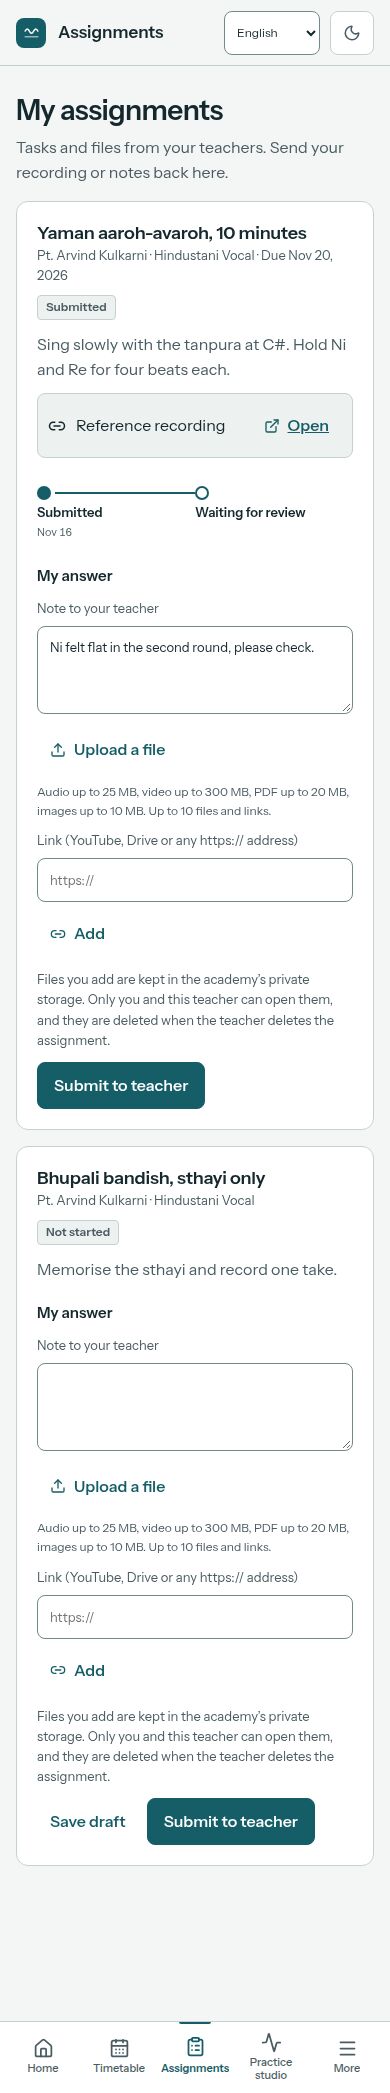 Assignments
English
My assignments
Tasks and files from your teachers. Send your
recording or notes back here.
Yaman aaroh-avaroh, 10 minutes
Pt. Arvind Kulkarni · Hindustani Vocal · Due Nov 20,
2026
Submitted
Sing slowly with the tanpura at C#. Hold Ni
and Re for four beats each.
Reference recording
Open
Submitted
Waiting for review
Nov 16
My answer
Note to your teacher
Ni felt flat in the second round, please check.
Upload a file
Audio up to 25 MB, video up to 300 MB, PDF up to 20 MB,
images up to 10 MB. Up to 10 files and links.
Link (YouTube, Drive or any https:// address)
https://
Add
Files you add are kept in the academy's private
storage. Only you and this teacher can open them,
and they are deleted when the teacher deletes the
assignment.
Submit to teacher
Bhupali bandish, sthayi only
Pt. Arvind Kulkarni · Hindustani Vocal
Not started
Memorise the sthayi and record one take.
My answer
Note to your teacher
Upload a file
Audio up to 25 MB, video up to 300 MB, PDF up to 20 MB,
images up to 10 MB. Up to 10 files and links.
Link (YouTube, Drive or any https:// address)
https://
Add
Files you add are kept in the academy's private
storage. Only you and this teacher can open them,
and they are deleted when the teacher deletes the
assignment.
Save draft
Submit to teacher
Home
Timetable
Assignments
Practice
studio
More